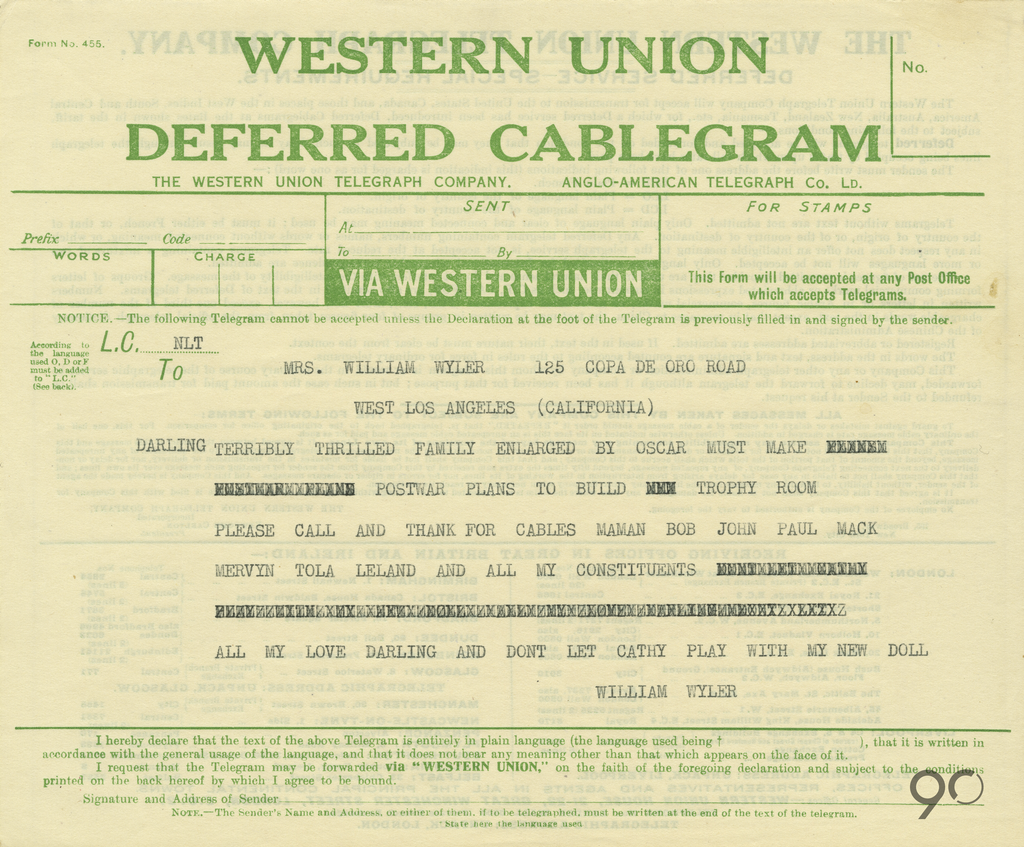 Form No. 455.
WESTERN UNION
No.
DEFERRED CABLEGRAM
THE WESTERN UNION TELEGRAPH COMPANY. ANGLO-AMERICAN TELEGRAPH Co. LD.
Prefix Code
WORDS CHARGE
SENT
At
To By
VIA WESTERN UNION
FOR STAMPS
This Form will be accepted at any Post Office
which accepts Telegrams.
NOTICE.—The following Telegram cannot be accepted unless the Declaration at the foot of the Telegram is previously filled in and signed by the sender.
According to
the language
used O, D or F
must be added
to "L.C."
(See back).
L.C. NLT
To MRS. WILLIAM WYLER 125 COPA DE ORO ROAD
WEST LOS ANGELES (CALIFORNIA)
DARLING TERRIBLY THRILLED FAMILY ENLARGED BY OSCAR MUST MAKE
POSTWAR PLANS TO BUILD TROPHY ROOM
PLEASE CALL AND THANK FOR CABLES MAMAN BOB JOHN PAUL MACK
MERVYN TOLA LELAND AND ALL MY CONSTITUENTS
ALL MY LOVE DARLING AND DONT LET CATHY PLAY WITH MY NEW DOLL
WILLIAM WYLER
I hereby declare that the text of the above Telegram is entirely in plain language (the language used being † ), that it is written in
accordance with the general usage of the language, and that it does not bear any meaning other than that which appears on the face of it.
I request that the Telegram may be forwarded via "WESTERN UNION," on the faith of the foregoing declaration and subject to the conditions
printed on the back hereof by which I agree to be bound.
Signature and Address of Sender
NOTE.—The Sender's Name and Address, or either of them, if to be telegraphed, must be written at the end of the text of the telegram.
† State here the language used
90